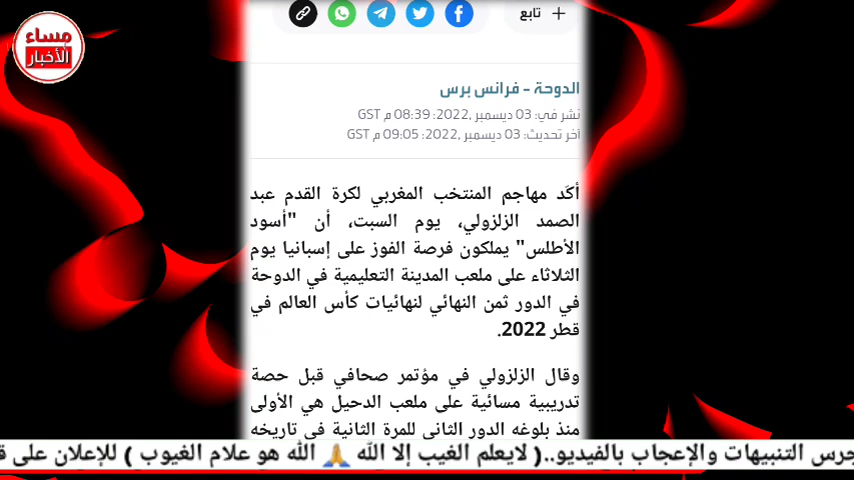 مساء
الأخبار
تابع
الدوحة - فرانس برس
نشر في: 03 ديسمبر ,2022: 08:39 م GST
آخر تحديث: 03 ديسمبر ,2022: 09:05 م GST
أكَد مهاجم المنتخب المغربي لكرة القدم عبد
الصمد الزلزولي، يوم السبت، أن "أسود
الأطلس" يملكون فرصة الفوز على إسبانيا يوم
الثلاثاء على ملعب المدينة التعليمية في الدوحة
في الدور ثمن النهائي لنهائيات كأس العالم في
قطر 2022.
وقال الزلزولي في مؤتمر صحافي قبل حصة
تدريبية مسائية على ملعب الدحيل هي الأولى
منذ بلوغه الدور الثاني للمرة الثانية في تاريخه
جرس التنبيهات والإعجاب بالفيديو..( لايعلم الغيب إلا الله 🙏 الله هو علام الغيوب ) للإعلان على